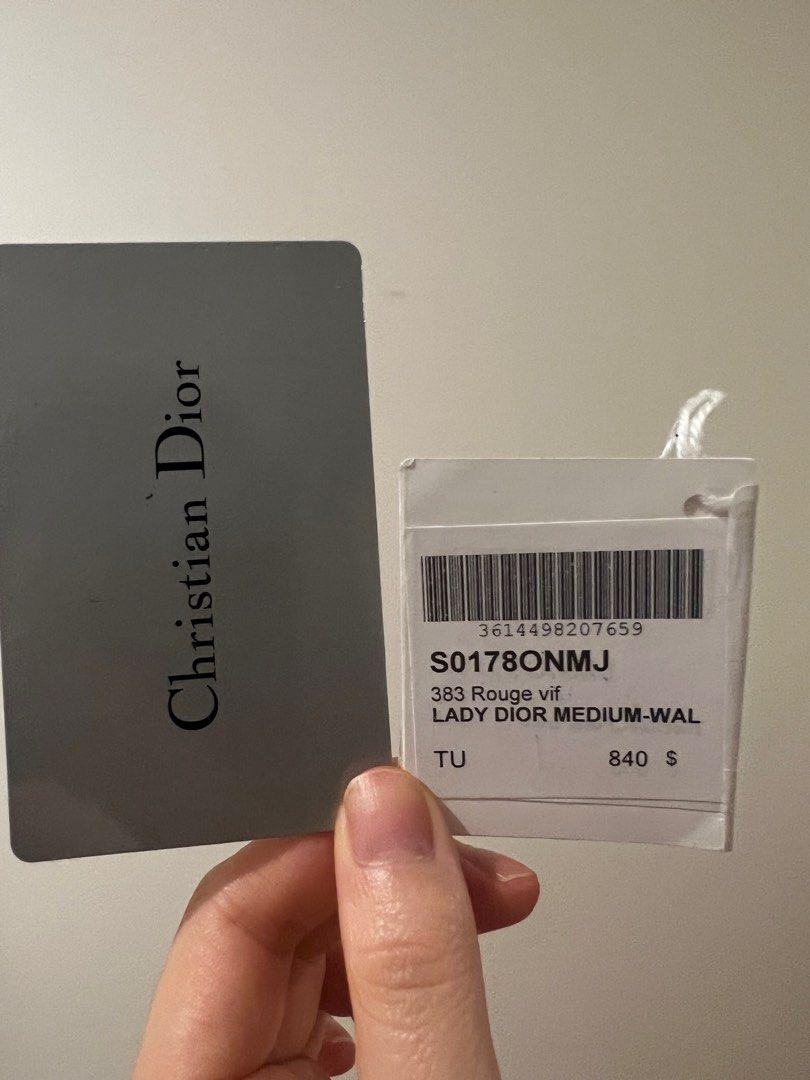 Christian Dior
3614498207659
S0178ONMJ
383 Rouge vif
LADY DIOR MEDIUM-WAL
TU 840 $